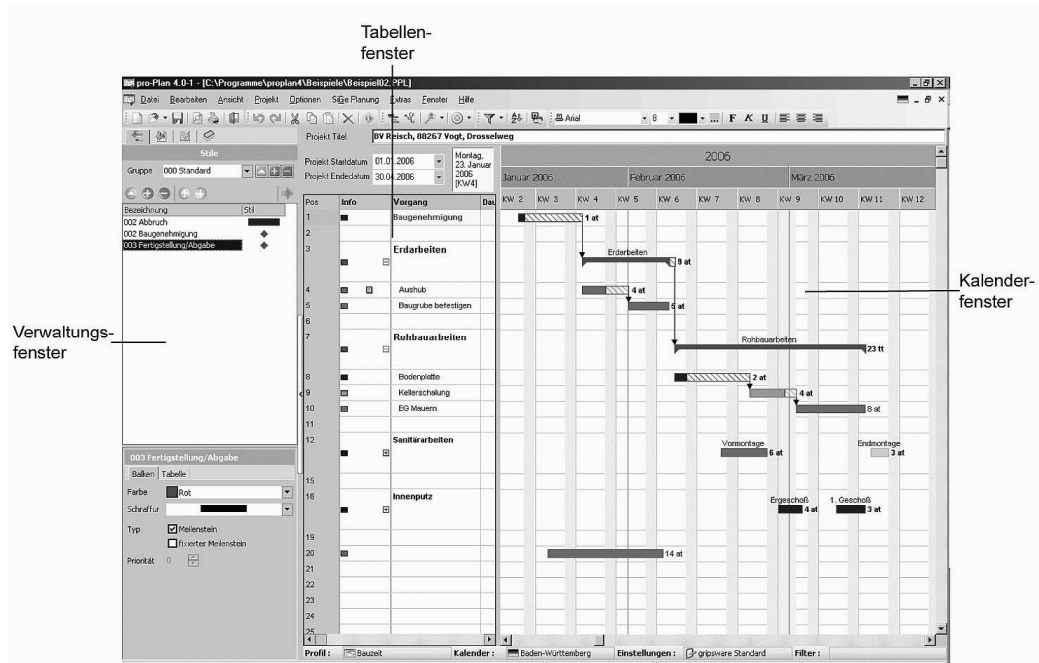 Tabellen-
fenster
pro-Plan 4.0-1 - [C:\Programme\proplan4\Beispiele\Beispiel02.PPL]
Datei Bearbeiten Ansicht Projekt Optionen SiGe Planung Extras Fenster Hilfe
Arial 8 F K U
Projekt Titel BV Reisch, 88267 Vogt, Drosselweg
Stile
Gruppe 000 Standard
Projekt Startdatum 01.01.2006
Projekt Endedatum 30.04.2006
Montag,
23. Januar
2006
[KW4]
2006
Januar 2006 Februar 2006 März 2006
KW 2 KW 3 KW 4 KW 5 KW 6 KW 7 KW 8 KW 9 KW 10 KW 11 KW 12
Bezeichnung Stil
002 Abbruch
002 Baugenehmigung
003 Fertigstellung/Abgabe
Pos Info Vorgang Dau
1 Baugenehmigung 1 at
2
3 Erdarbeiten Erdarbeiten 9 at
4 Aushub 4 at
5 Baugrube befestigen 5 at
6
7 Rohbauarbeiten Rohbauarbeiten 23 tt
8 Bodenplatte 2 at
9 Kellerschalung 4 at
10 EG Mauern 8 at
11
12 Sanitärarbeiten Vormontage 6 at Endmontage 3 at
15
16 Innenputz Ergeschoß 4 at 1. Geschoß 3 at
19
20 14 at
21
22
23
24
25
Verwaltungs-
fenster
Kalender-
fenster
003 Fertigstellung/Abgabe
Balken Tabelle
Farbe Rot
Schraffur
Typ Meilenstein
fixierter Meilenstein
Priorität 0
Profil : Bauzeit Kalender : Baden-Württemberg Einstellungen : gripsware Standard Filter :